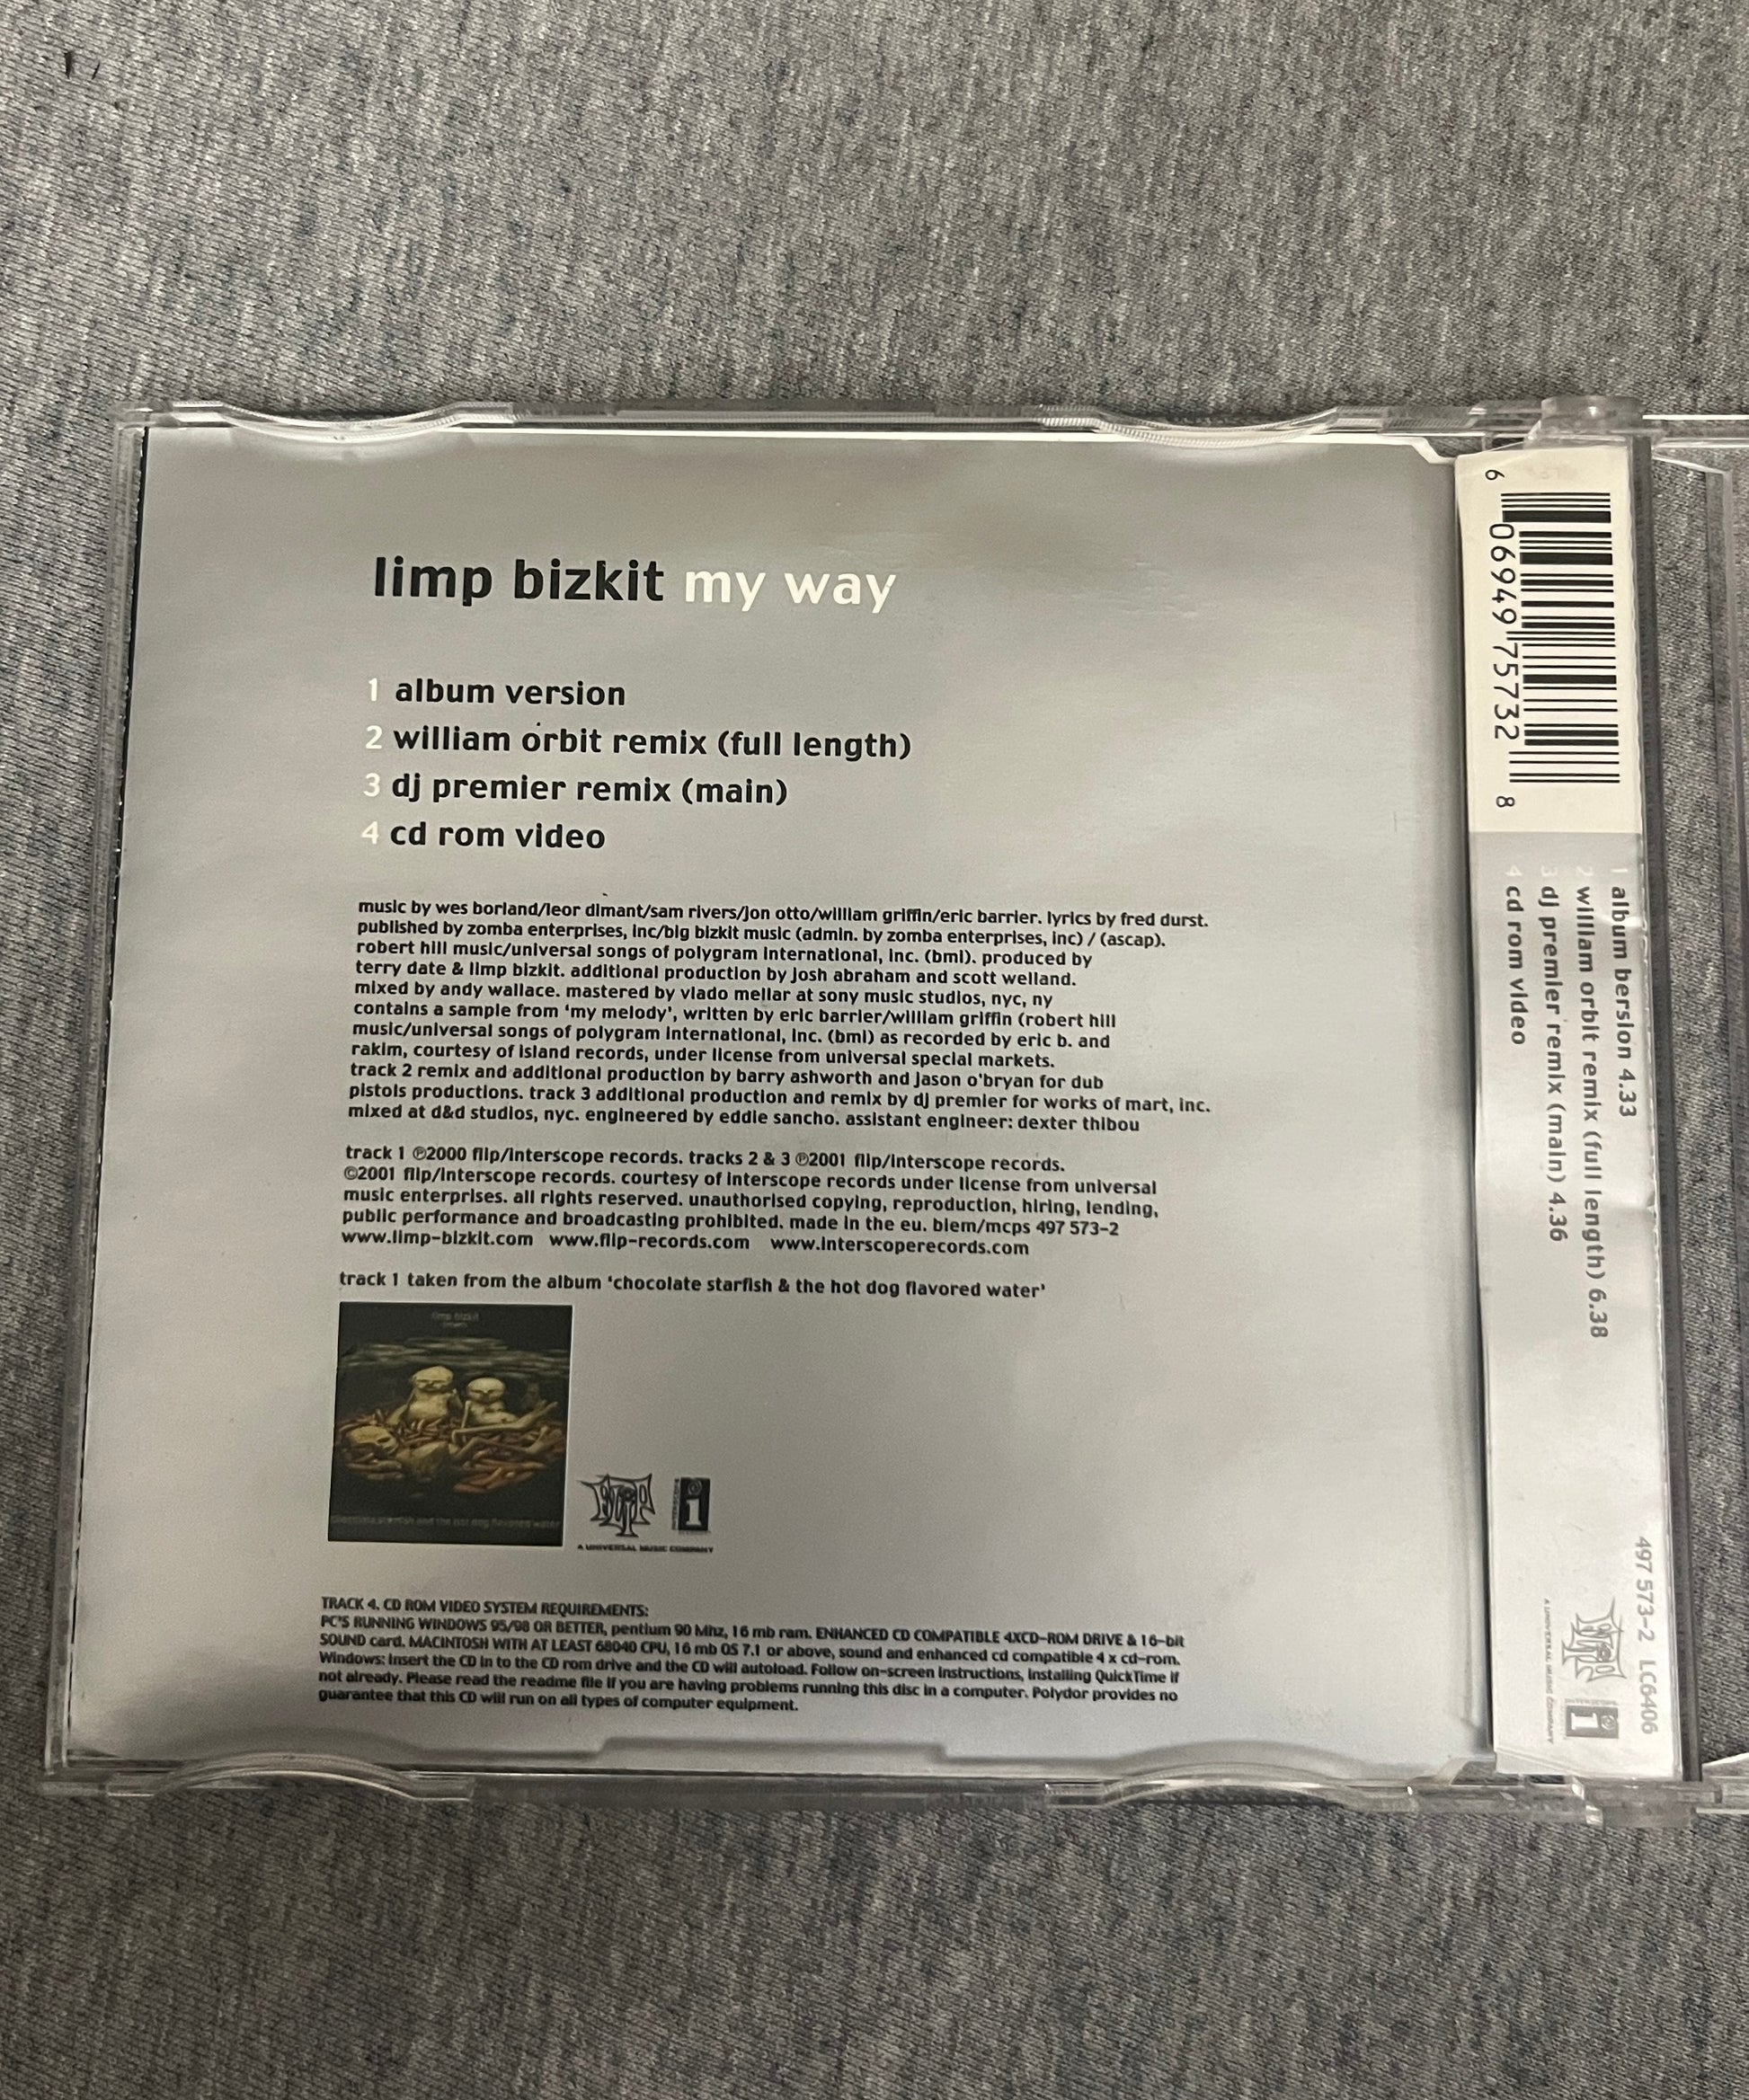 limp bizkit my way
1 album version
2 william orbit remix (full length)
3 dj premier remix (main)
4 cd rom video
music by wes borland/leor dimant/sam rivers/jon otto/william griffin/eric barrier. lyrics by fred durst.
published by zomba enterprises, inc/big bizkit music (admin. by zomba enterprises, inc) / (ascap).
robert hill music/universal songs of polygram international, inc. (bmi). produced by
terry date & limp bizkit. additional production by josh abraham and scott weiland.
mixed by andy wallace. mastered by vlado mellar at sony music studios, nyc, ny
contains a sample from ‘my melody’, written by eric barrier/william griffin (robert hill
music/universal songs of polygram international, inc. (bmi) as recorded by eric b. and
rakim, courtesy of island records, under license from universal special markets.
track 2 remix and additional production by barry ashworth and jason o'bryan for dub
pistols productions. track 3 additional production and remix by dj premier for works of mart, inc.
mixed at d&d studios, nyc. engineered by eddie sancho. assistant engineer: dexter thibou
track 1 ℗2000 flip/interscope records. tracks 2 & 3 ℗2001 flip/interscope records.
©2001 flip/interscope records. courtesy of interscope records under license from universal
music enterprises. all rights reserved. unauthorised copying, reproduction, hiring, lending,
public performance and broadcasting prohibited. made in the eu. biem/mcps 497 573-2
www.limp-bizkit.com www.flip-records.com www.interscoperecords.com
track 1 taken from the album ‘chocolate starfish & the hot dog flavored water’
limp bizkit
chocolate starfish and the hot dog flavored water
flip
i
A UNIVERSAL MUSIC COMPANY
TRACK 4. CD ROM VIDEO SYSTEM REQUIREMENTS:
PC'S RUNNING WINDOWS 95/98 OR BETTER, pentium 90 Mhz, 16 mb ram. ENHANCED CD COMPATIBLE 4XCD-ROM DRIVE & 16-bit
SOUND card. MACINTOSH WITH AT LEAST 68040 CPU, 16 mb OS 7.1 or above, sound and enhanced cd compatible 4 x cd-rom.
Windows: Insert the CD in to the CD rom drive and the CD will autoload. Follow on-screen instructions, installing QuickTime if
not already. Please read the readme file if you are having problems running this disc in a computer. Polydor provides no
guarantee that this CD will run on all types of computer equipment.
6 06949 75732 8
1 album bersion 4.33
2 william orbit remix (full length) 6.38
3 dj premier remix (main) 4.36
4 cd rom video
497 573-2 LC6406
flip
i
A UNIVERSAL MUSIC COMPANY